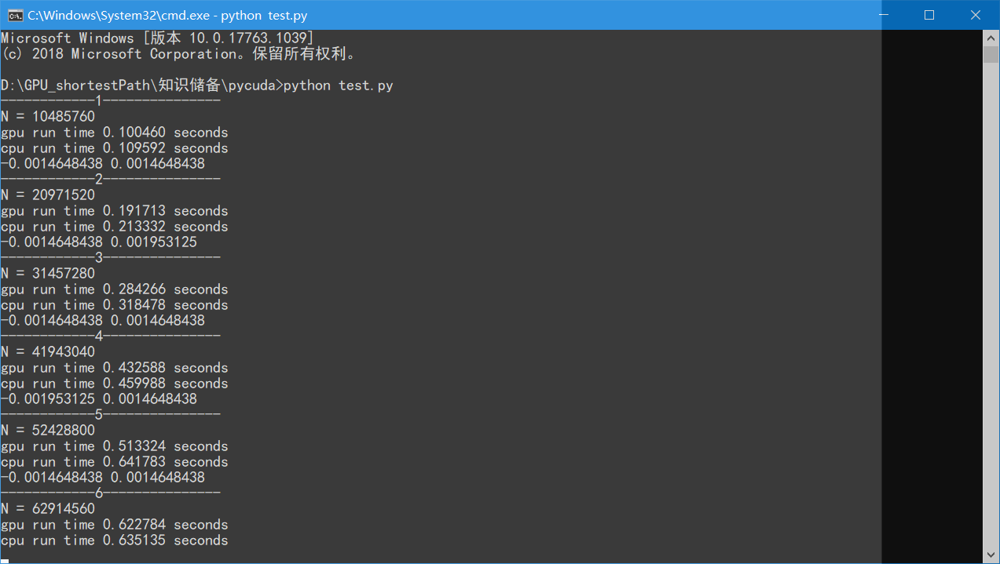 C:\Windows\System32\cmd.exe - python test.py
Microsoft Windows [版本 10.0.17763.1039]
(c) 2018 Microsoft Corporation。保留所有权利。
D:\GPU_shortestPath\知识储备\pycuda>python test.py
------------1---------------
N = 10485760
gpu run time 0.100460 seconds
cpu run time 0.109592 seconds
-0.0014648438 0.0014648438
------------2---------------
N = 20971520
gpu run time 0.191713 seconds
cpu run time 0.213332 seconds
-0.0014648438 0.001953125
------------3---------------
N = 31457280
gpu run time 0.284266 seconds
cpu run time 0.318478 seconds
-0.0014648438 0.0014648438
------------4---------------
N = 41943040
gpu run time 0.432588 seconds
cpu run time 0.459988 seconds
-0.001953125 0.0014648438
------------5---------------
N = 52428800
gpu run time 0.513324 seconds
cpu run time 0.641783 seconds
-0.0014648438 0.0014648438
------------6---------------
N = 62914560
gpu run time 0.622784 seconds
cpu run time 0.635135 seconds